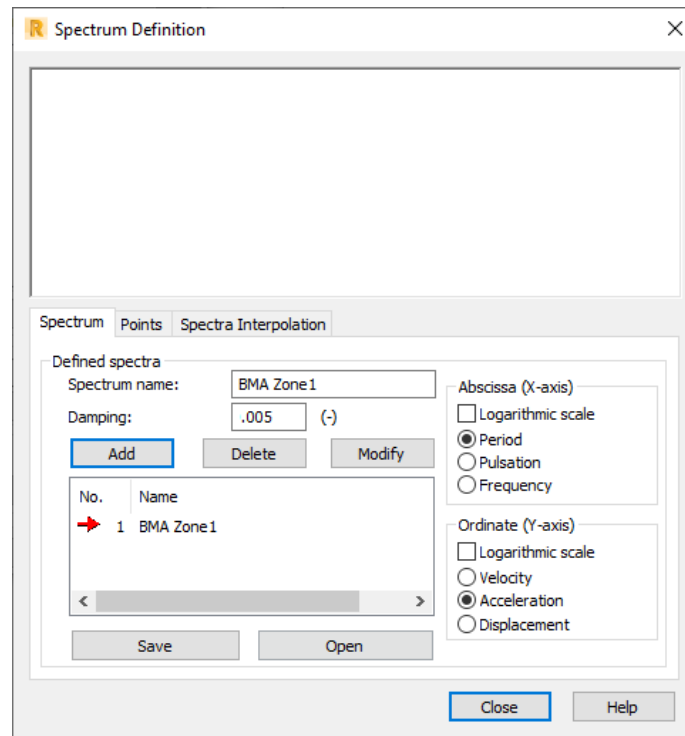 R Spectrum Definition
Spectrum Points Spectra Interpolation
Defined spectra
Spectrum name: BMA Zone1
Damping: .005 (-)
Add Delete Modify
No. Name
1 BMA Zone1
Save Open
Abscissa (X-axis)
Logarithmic scale
Period
Pulsation
Frequency
Ordinate (Y-axis)
Logarithmic scale
Velocity
Acceleration
Displacement
Close Help